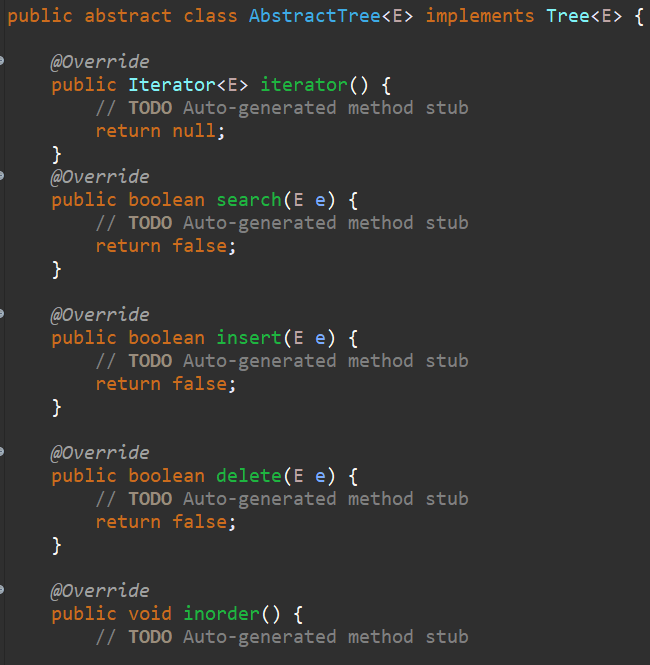 public abstract class AbstractTree<E> implements Tree<E> {
@Override
public Iterator<E> iterator() {
// TODO Auto-generated method stub
return null;
}
@Override
public boolean search(E e) {
// TODO Auto-generated method stub
return false;
}
@Override
public boolean insert(E e) {
// TODO Auto-generated method stub
return false;
}
@Override
public boolean delete(E e) {
// TODO Auto-generated method stub
return false;
}
@Override
public void inorder() {
// TODO Auto-generated method stub